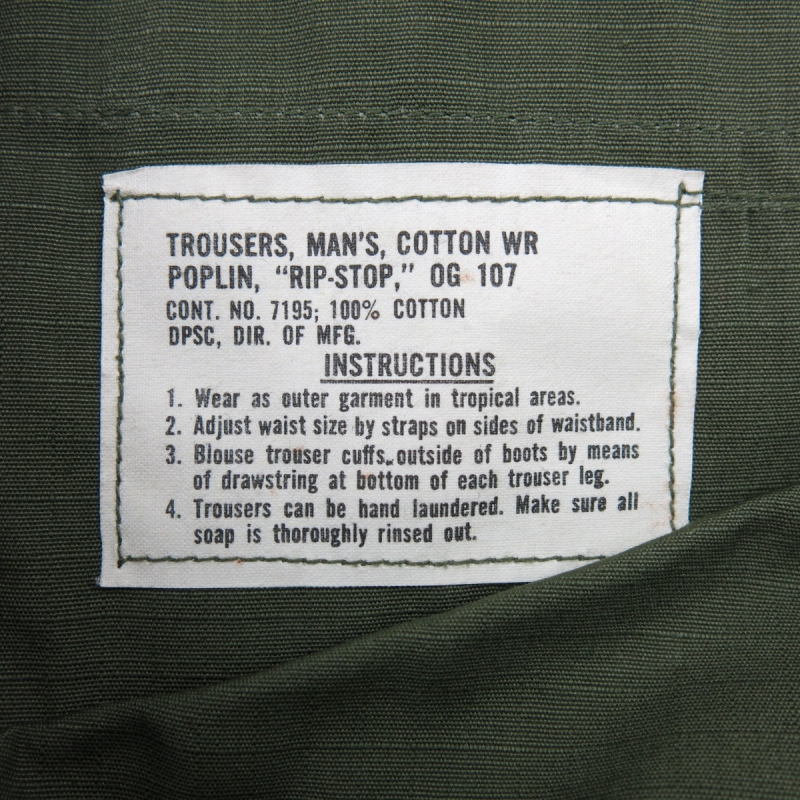 TROUSERS, MAN'S, COTTON WR
POPLIN, "RIP-STOP," OG 107
CONT. NO. 7195; 100% COTTON
DPSC, DIR. OF MFG.
INSTRUCTIONS
1. Wear as outer garment in tropical areas.
2. Adjust waist size by straps on sides of waistband.
3. Blouse trouser cuffs outside of boots by means
of drawstring at bottom of each trouser leg.
4. Trousers can be hand laundered. Make sure all
soap is thoroughly rinsed out.